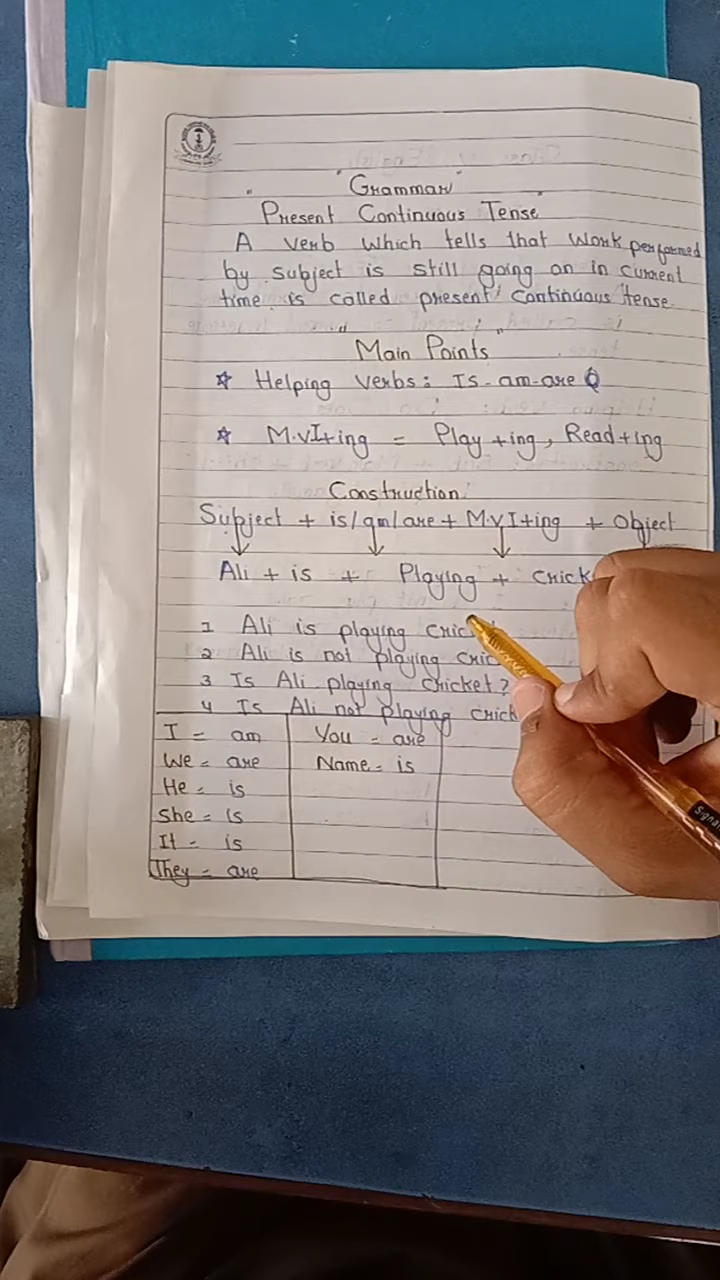 "Grammar"
"Present Continuous Tense"
A verb which tells that work performed
by subject is still going on in current
time is called present continuous tense.
"Main Points"
☆ Helping verbs: Is-am-are
☆ M.vI+ing = Play+ing, Read+ing
Construction
Subject + is/am/are + M.vI+ing + Object
Ali + is + Playing + crick
1 Ali is playing cric
2 Ali is not playing cric
3 Is Ali playing cricket?
4 Is Ali not playing crick
I = am You = are
We = are Name = is
He = is
She = is
It = is
They = are
Signa